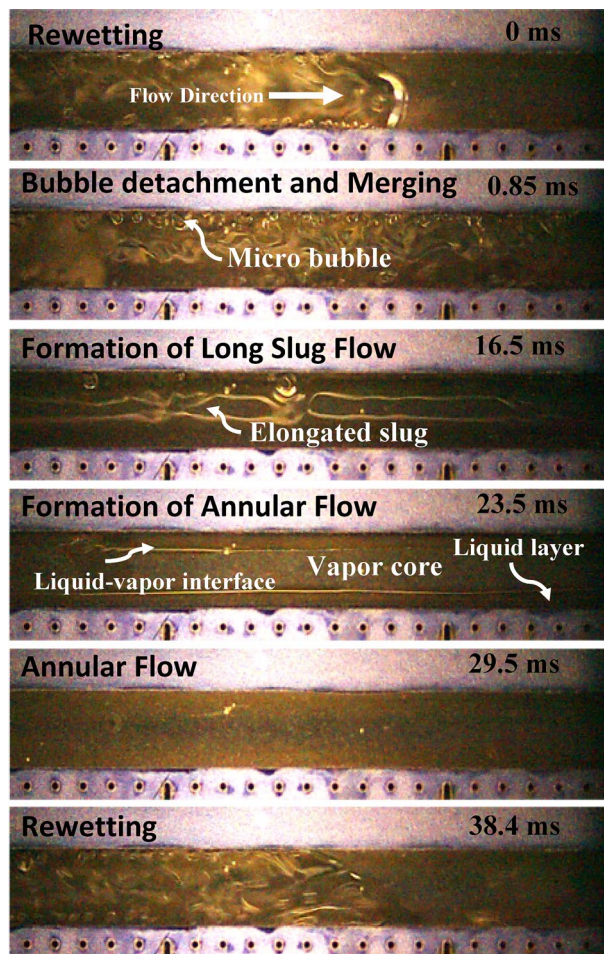 Rewetting 0 ms
Flow Direction
Bubble detachment and Merging 0.85 ms
Micro bubble
Formation of Long Slug Flow 16.5 ms
Elongated slug
Formation of Annular Flow 23.5 ms
Liquid layer
Vapor core
Liquid-vapor interface
Annular Flow 29.5 ms
Rewetting 38.4 ms